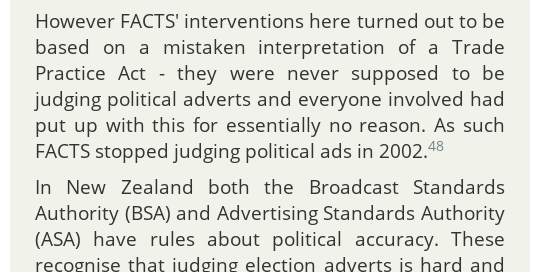 However FACTS' interventions here turned out to be
based on a mistaken interpretation of a Trade
Practice Act - they were never supposed to be
judging political adverts and everyone involved had
put up with this for essentially no reason. As such
FACTS stopped judging political ads in 2002.48
In New Zealand both the Broadcast Standards
Authority (BSA) and Advertising Standards Authority
(ASA) have rules about political accuracy. These
recognise that judging election adverts is hard and